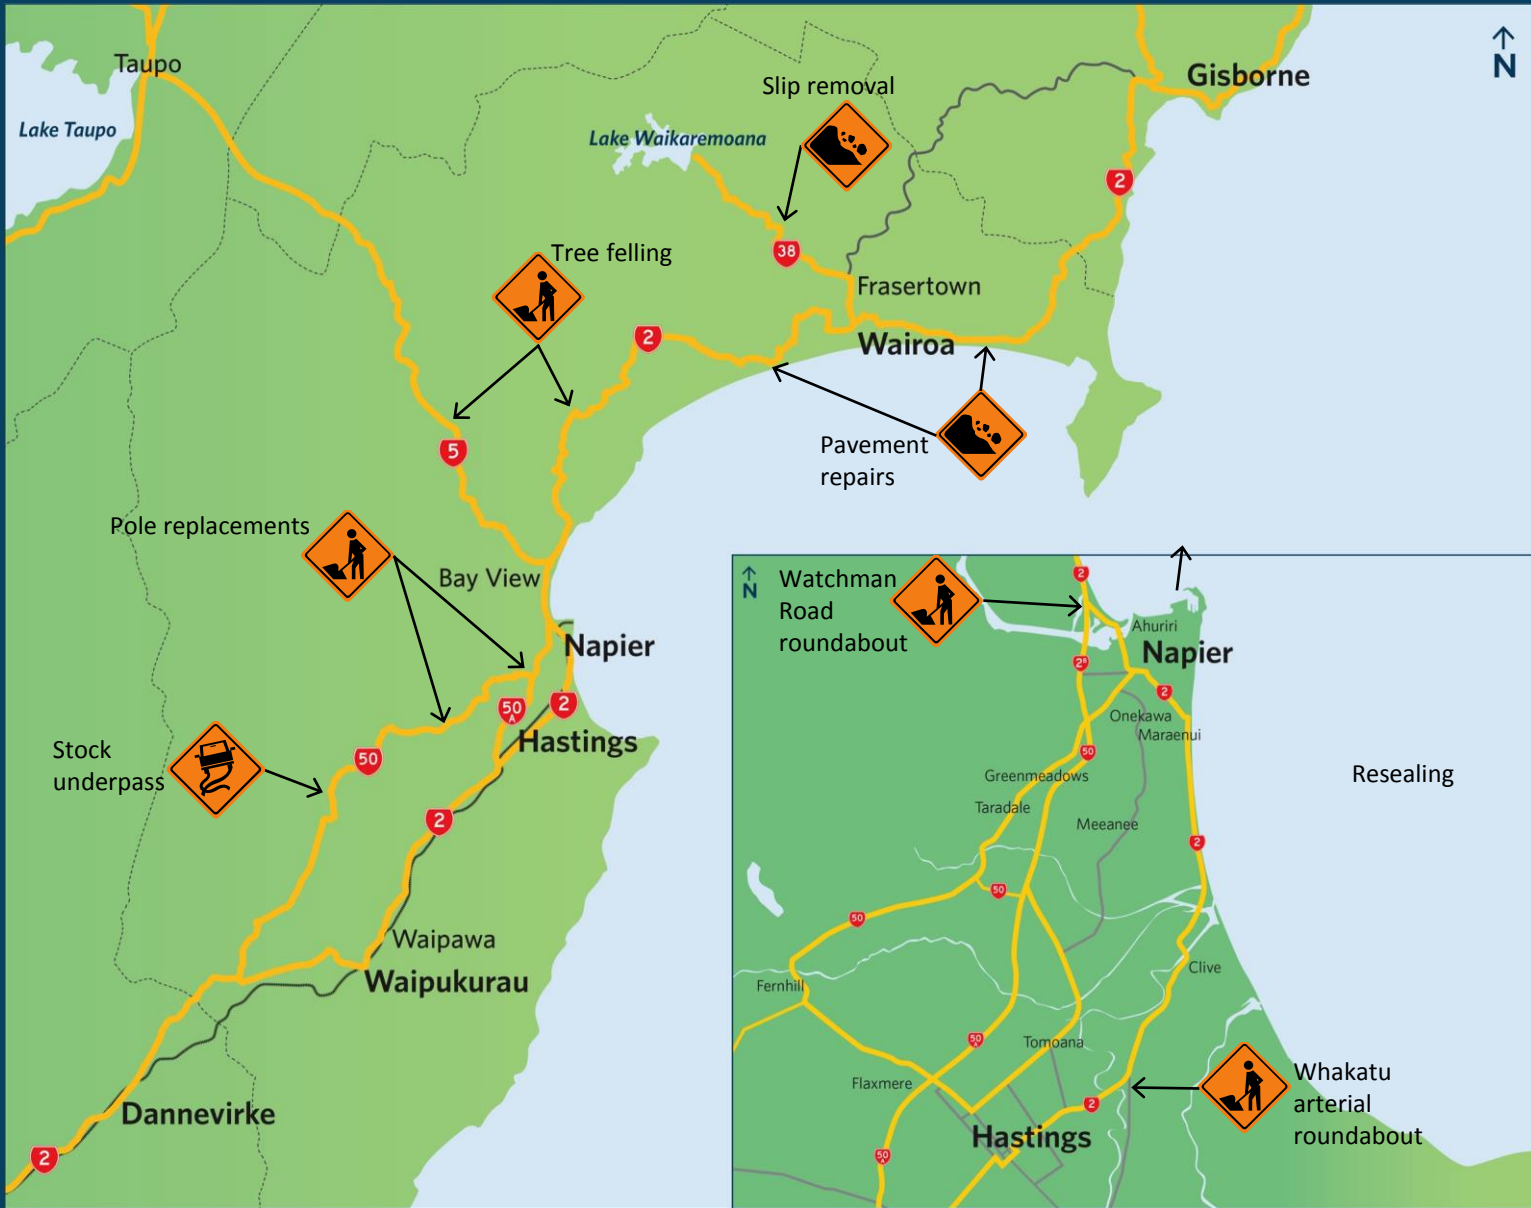 Taupo
Lake Taupo
Slip removal
Lake Waikaremoana
Gisborne
N
2
38
Tree felling
Frasertown
2
Wairoa
5
Pavement
repairs
Pole replacements
Bay View
Napier
50
A
2
Hastings
Stock
underpass
50
2
Waipawa
Waipukurau
Dannevirke
2
N
Watchman
Road
roundabout
2
Ahuriri
Napier
2B
2
Onekawa
Maraenui
50
Greenmeadows
Taradale
Meeanee
2
Resealing
50
50
Clive
Fernhill
50
A
Tomoana
Flaxmere
2
Hastings
50
A
Whakatu
arterial
roundabout